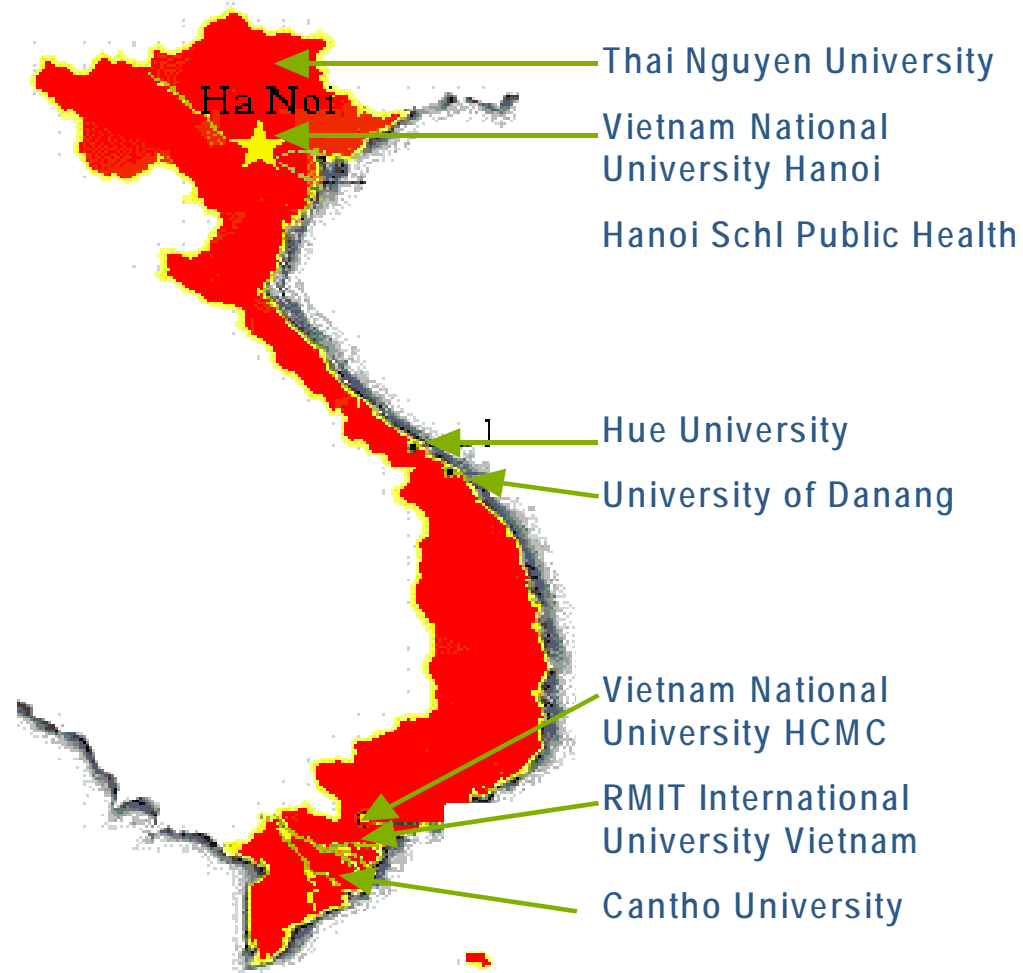 Thai Nguyen University
Ha Noi
Vietnam National
University Hanoi
Hanoi Schl Public Health
Hue University
University of Danang
Vietnam National
University HCMC
RMIT International
University Vietnam
Cantho University